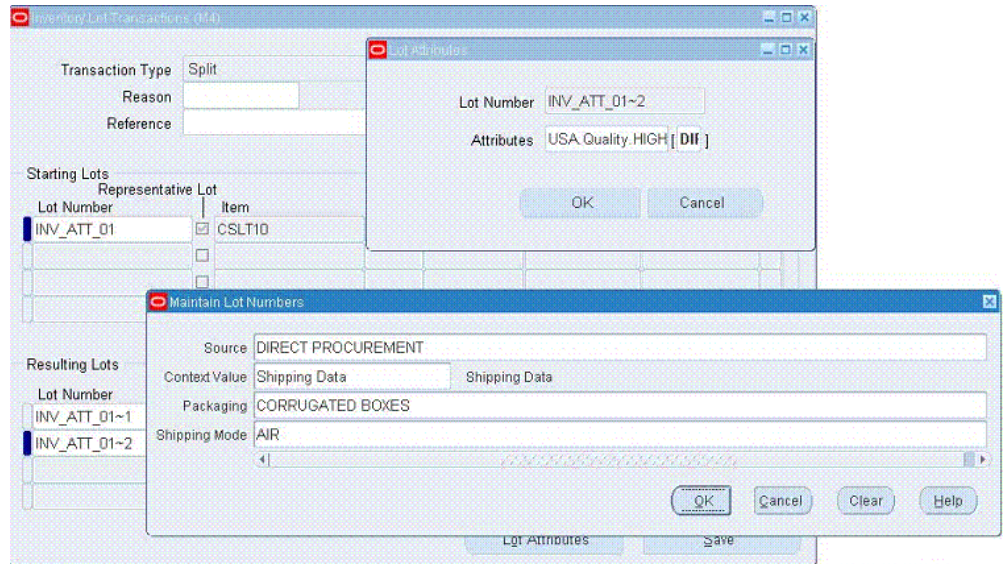 Inventory Lot Transactions (M4)
Transaction Type Split
Reason
Reference
Lot Attributes
Lot Number INV_ATT_01~2
Attributes USA.Quality.HIGH [ DIF ]
OK Cancel
Starting Lots
Representative Lot
Lot Number Item
INV_ATT_01 CSLT10
Maintain Lot Numbers
Source DIRECT PROCUREMENT
Context Value Shipping Data Shipping Data
Packaging CORRUGATED BOXES
Shipping Mode AIR
OK Cancel Clear Help
Resulting Lots
Lot Number
INV_ATT_01~1
INV_ATT_01~2
Lot Attributes Save